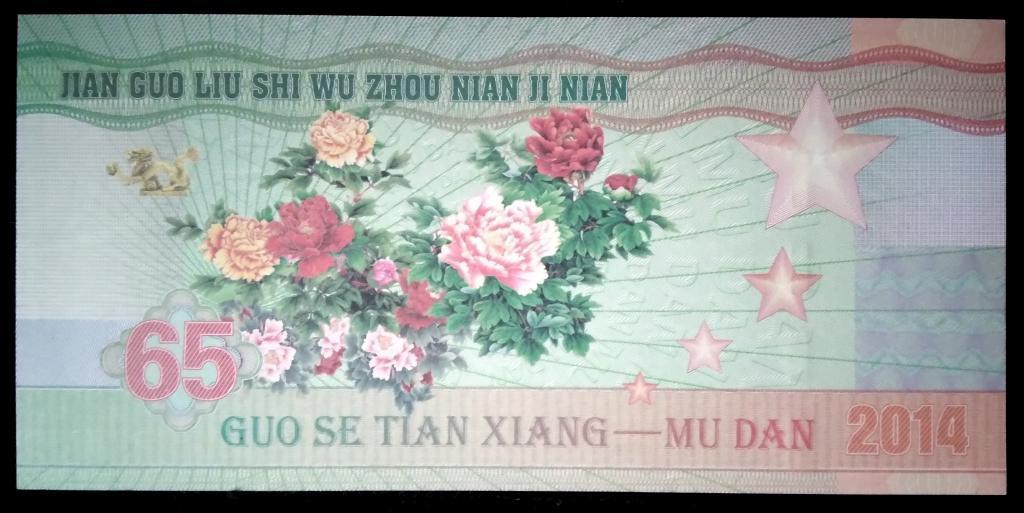 JIAN GUO LIU SHI WU ZHOU NIAN JI NIAN
65
GUO SE TIAN XIANG—MU DAN
2014